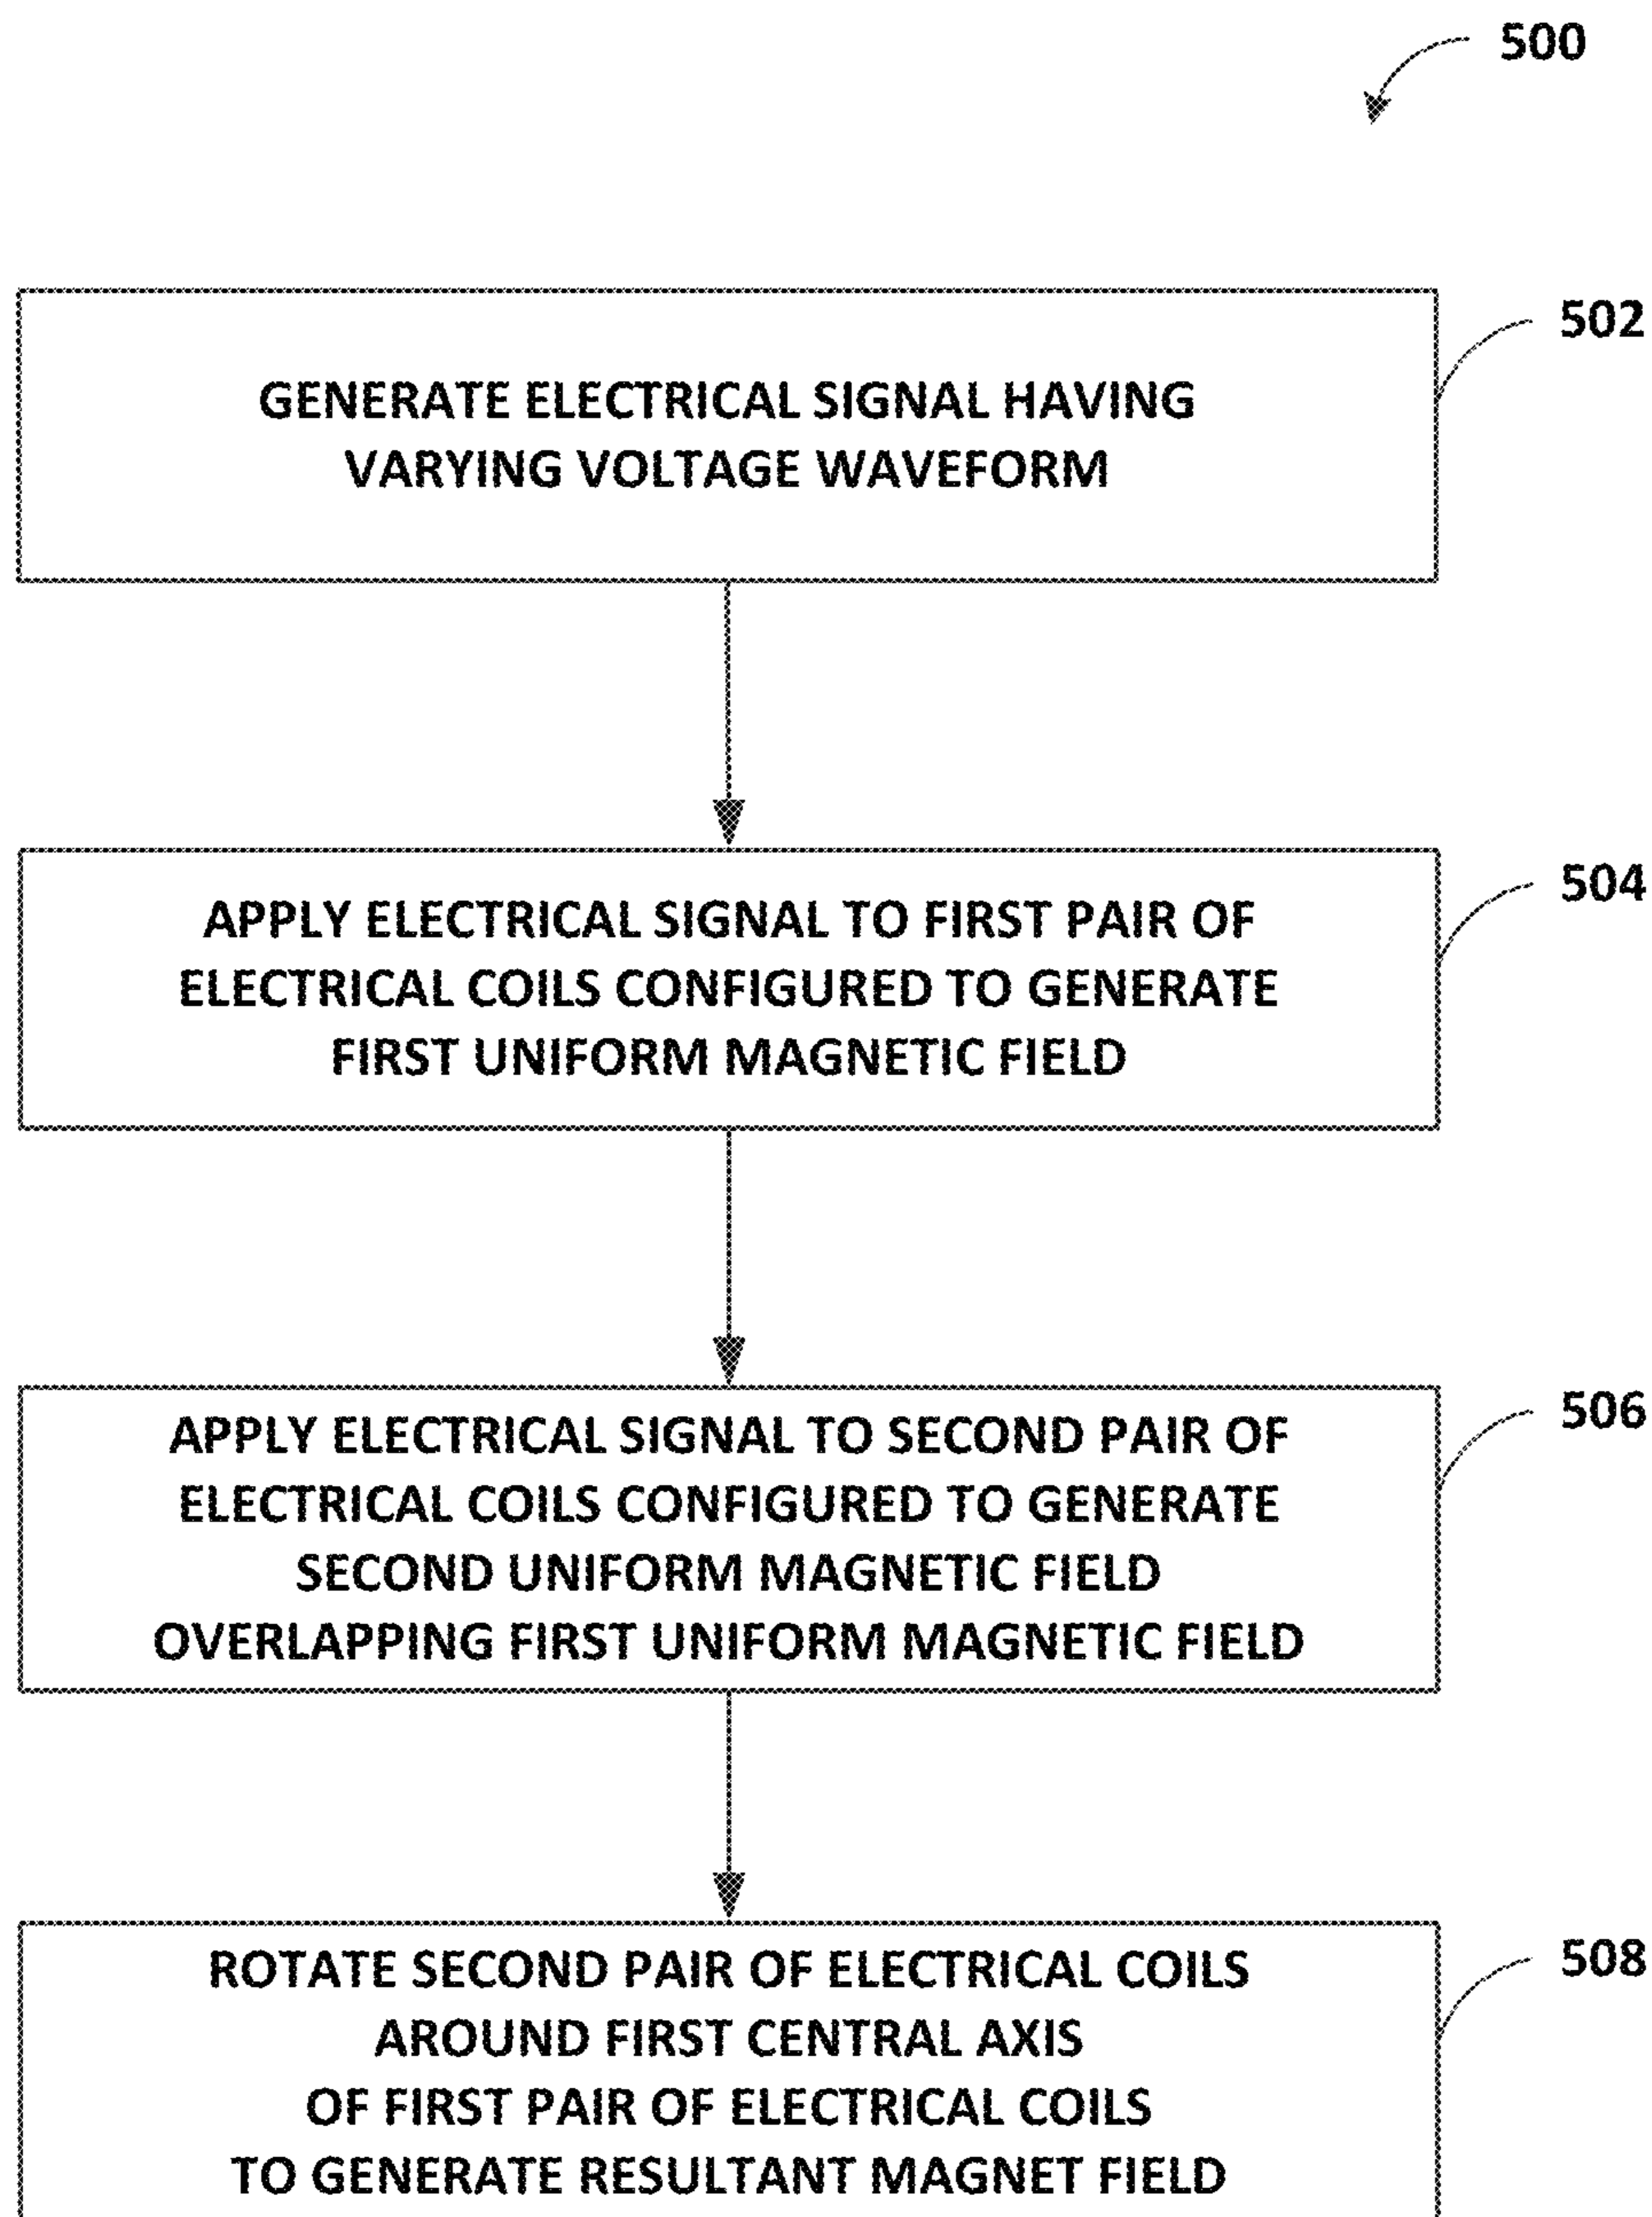 500
502
GENERATE ELECTRICAL SIGNAL HAVING
VARYING VOLTAGE WAVEFORM
504
APPLY ELECTRICAL SIGNAL TO FIRST PAIR OF
ELECTRICAL COILS CONFIGURED TO GENERATE
FIRST UNIFORM MAGNETIC FIELD
506
APPLY ELECTRICAL SIGNAL TO SECOND PAIR OF
ELECTRICAL COILS CONFIGURED TO GENERATE
SECOND UNIFORM MAGNETIC FIELD
OVERLAPPING FIRST UNIFORM MAGNETIC FIELD
508
ROTATE SECOND PAIR OF ELECTRICAL COILS
AROUND FIRST CENTRAL AXIS
OF FIRST PAIR OF ELECTRICAL COILS
TO GENERATE RESULTANT MAGNET FIELD